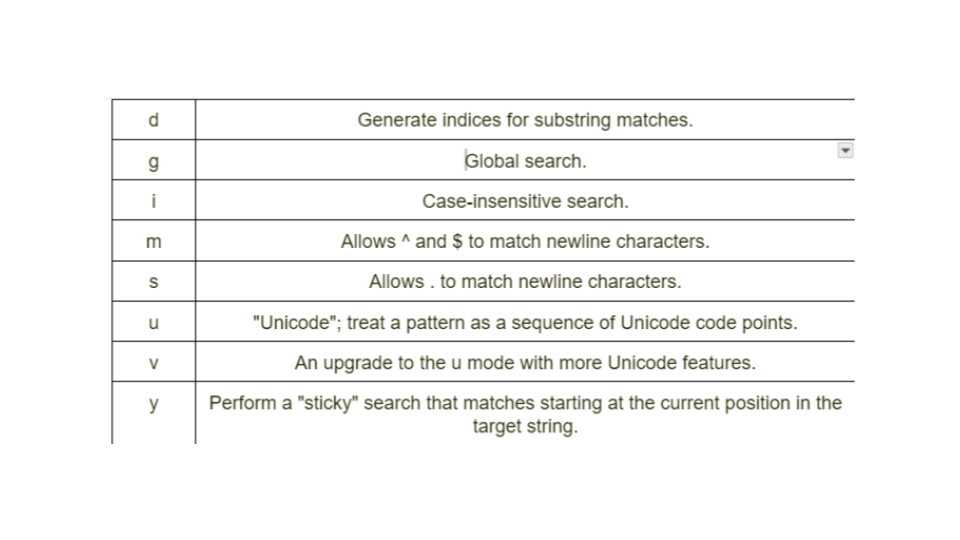 d Generate indices for substring matches.
g Global search.
i Case-insensitive search.
m Allows ^ and $ to match newline characters.
s Allows . to match newline characters.
u "Unicode"; treat a pattern as a sequence of Unicode code points.
v An upgrade to the u mode with more Unicode features.
y Perform a "sticky" search that matches starting at the current position in the
target string.